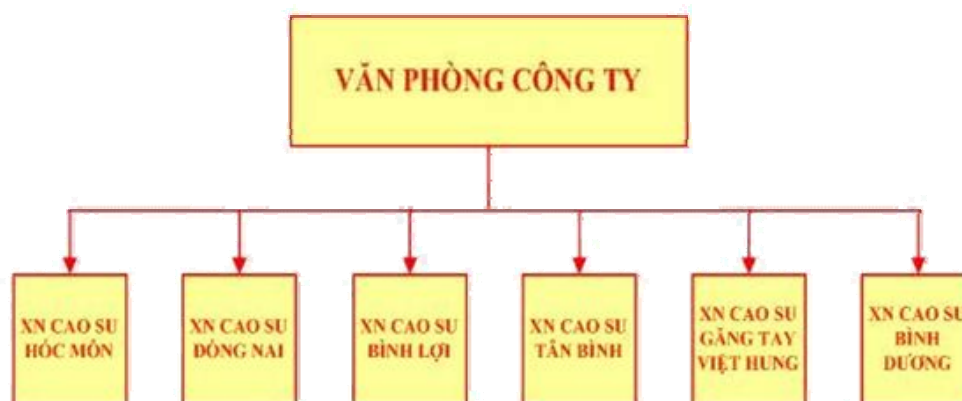 VĂN PHÒNG CÔNG TY
XN CAO SU
HÓC MÔN
XN CAO SU
ĐỒNG NAI
XN CAO SU
BÌNH LỢI
XN CAO SU
TÂN BÌNH
XN CAO SU
GĂNG TAY
VIỆT HUNG
XN CAO SU
BÌNH
DƯƠNG